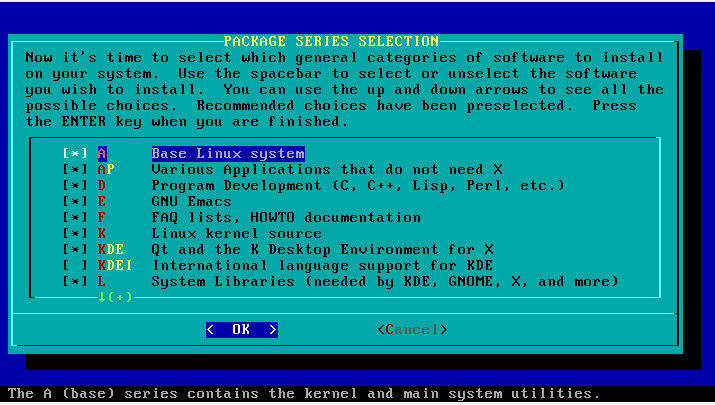 PACKAGE SERIES SELECTION
Now it's time to select which general categories of software to install
on your system.  Use the spacebar to select or unselect the software
you wish to install.  You can use the up and down arrows to see all the
possible choices.  Recommended choices have been preselected.  Press
the ENTER key when you are finished.
[*] A     Base Linux system
[*] AP    Various Applications that do not need X
[*] D     Program Development (C, C++, Lisp, Perl, etc.)
[*] E     GNU Emacs
[*] F     FAQ lists, HOWTO documentation
[*] K     Linux kernel source
[*] KDE   Qt and the K Desktop Environment for X
[ ] KDEI  International language support for KDE
[*] L     System Libraries (needed by KDE, GNOME, X, and more)
↓(+)
<  OK  >   <Cancel>
The A (base) series contains the kernel and main system utilities.